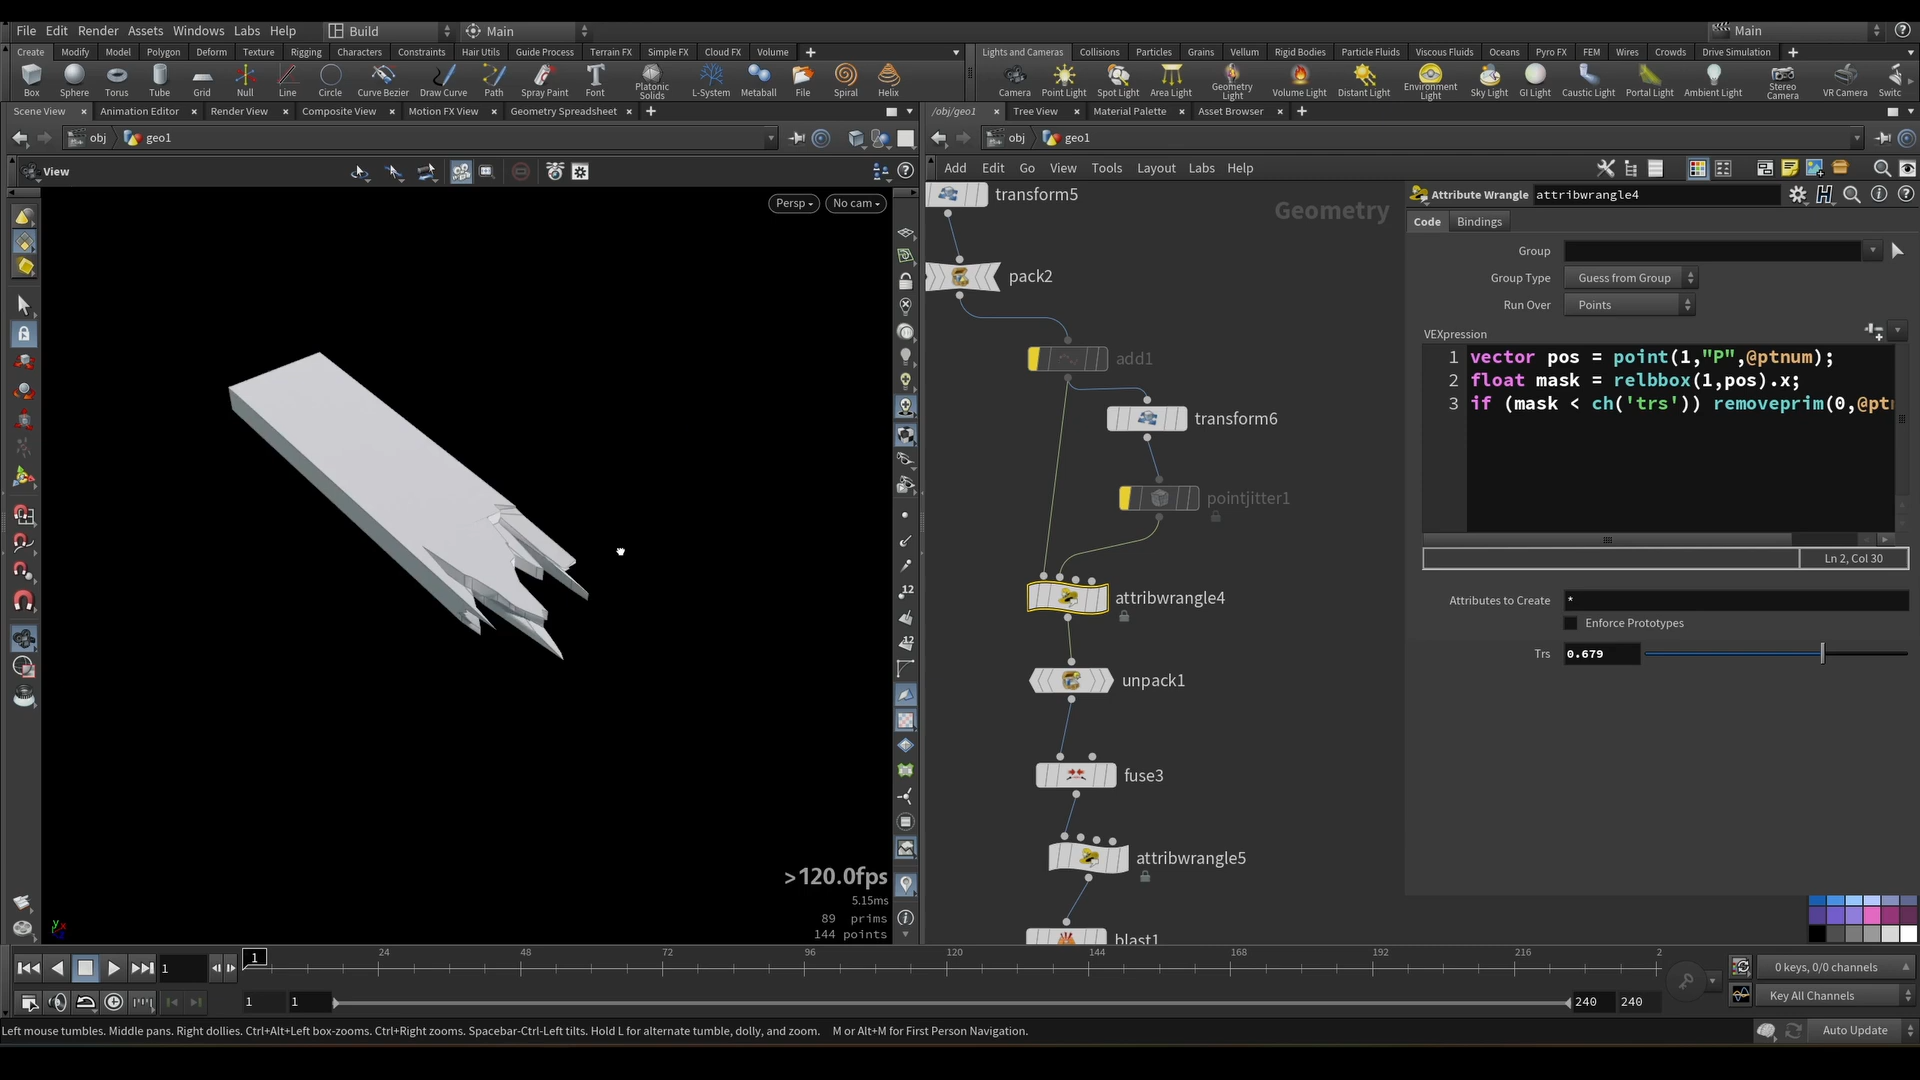 File Edit Render Assets Windows Labs Help Build Main Main
Create Modify Model Polygon Deform Texture Rigging Characters Constraints Hair Utils Guide Process Terrain FX Simple FX Cloud FX Volume
Lights and Cameras Collisions Particles Grains Vellum Rigid Bodies Particle Fluids Viscous Fluids Oceans Pyro FX FEM Wires Crowds Drive Simulation
Box Sphere Torus Tube Grid Null Line Circle Curve Bezier Draw Curve Path Spray Paint Font Platonic Solids L-System Metaball File Spiral Helix
Camera Point Light Spot Light Area Light Geometry Light Volume Light Distant Light Environment Light Sky Light GI Light Caustic Light Portal Light Ambient Light Stereo Camera VR Camera Switc
Scene View Animation Editor Render View Composite View Motion FX View Geometry Spreadsheet
/obj/geo1 Tree View Material Palette Asset Browser
obj geo1
obj geo1
View
Add Edit Go View Tools Layout Labs Help
Persp No cam
Geometry
transform5
pack2
add1
transform6
pointjitter1
attribwrangle4
unpack1
fuse3
attribwrangle5
blast1
Attribute Wrangle attribwrangle4
Code Bindings
Group
Group Type Guess from Group
Run Over Points
VEXpression
1 vector pos = point(1,"P",@ptnum);
2 float mask = relbbox(1,pos).x;
3 if (mask < ch('trs')) removeprim(0,@ptn
Ln 2, Col 30
Attributes to Create *
Enforce Prototypes
Trs 0.679
12
12
>120.0fps
5.15ms
89 prims
144 points
y x
1 1 24 48 72 96 120 144 168 192 216 2
0 keys, 0/0 channels
1 1 240 240
Key All Channels
Left mouse tumbles. Middle pans. Right dollies. Ctrl+Alt+Left box-zooms. Ctrl+Right zooms. Spacebar-Ctrl-Left tilts. Hold L for alternate tumble, dolly, and zoom. M or Alt+M for First Person Navigation.
Auto Update